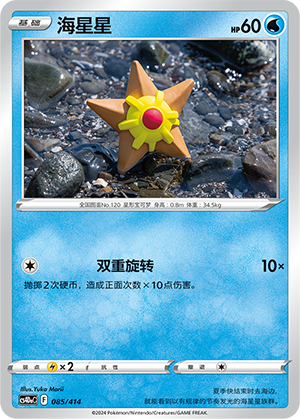 基础
海星星
HP60
全国图鉴No.120 星形宝可梦 身高：0.8m 体重：34.5kg
双重旋转 10×
抛掷2次硬币，造成正面次数×10点伤害。
弱点 ×2 抗性 撤退
Illus.Yuka Morii
F 085/414
夏季快结束时去海边，
就能看到以有规律的节奏发光的海星星族群。
©2024 Pokémon/Nintendo/Creatures/GAME FREAK.